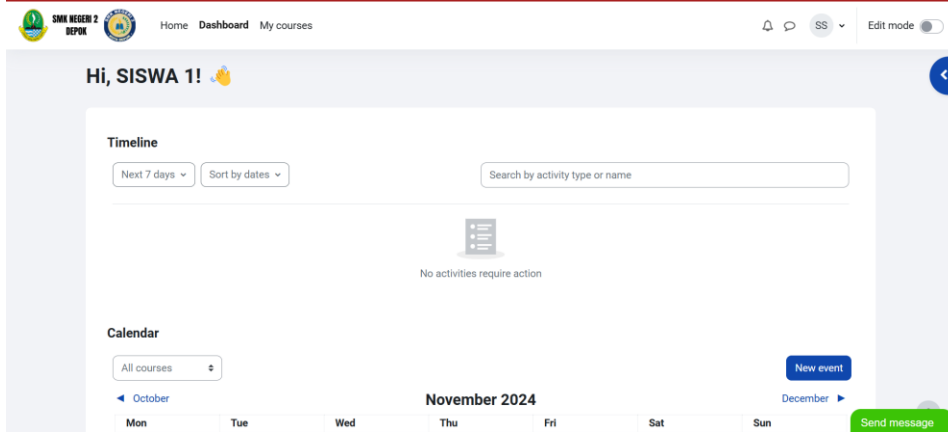 SMK NEGERI 2
DEPOK
Home Dashboard My courses
SS
Edit mode
Hi, SISWA 1!
Timeline
Next 7 days
Sort by dates
Search by activity type or name
No activities require action
Calendar
All courses
New event
October
November 2024
December
Mon Tue Wed Thu Fri Sat Sun
Send message